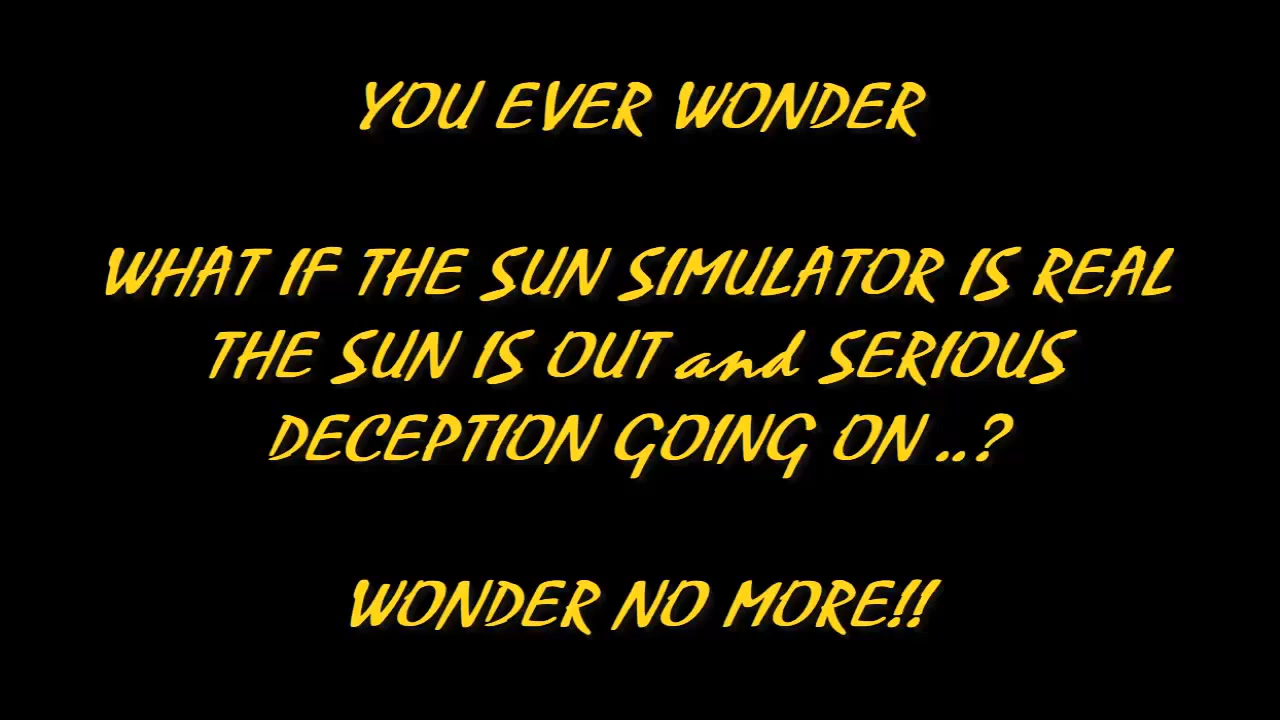 YOU EVER WONDER
WHAT IF THE SUN SIMULATOR IS REAL
THE SUN IS OUT and SERIOUS
DECEPTION GOING ON ..?
WONDER NO MORE!!